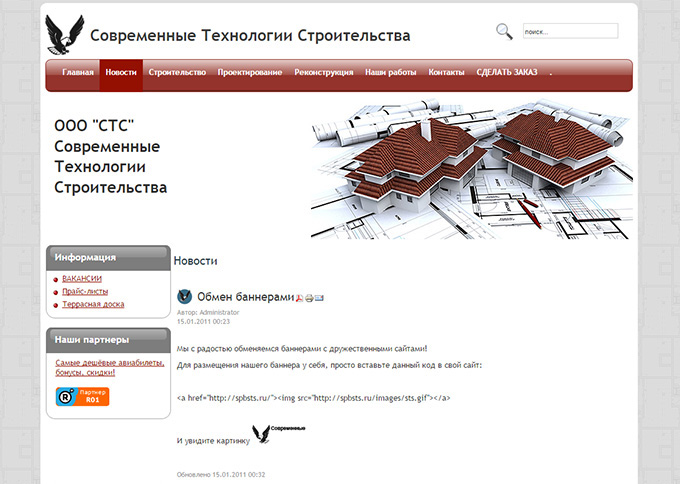 Современные Технологии Строительства
поиск...
Главная Новости Строительство Проектирование Реконструкция Наши работы Контакты СДЕЛАТЬ ЗАКАЗ .
ООО "СТС"
Современные
Технологии
Строительства
Информация
ВАКАНСИИ
Прайс-листы
Террасная доска
Наши партнеры
Самые дешёвые авиабилеты,
бонусы, скидки!
Партнер
R01
Новости
Обмен баннерами
Автор: Administrator
15.01.2011 00:23
Мы с радостью обменяемся баннерами с дружественными сайтами!
Для размещения нашего баннера у себя, просто вставьте данный код в свой сайт:
<a href="http://spbsts.ru/"><img src="http://spbsts.ru/images/sts.gif"></a>
И увидите картинку Современные
Обновлено 15.01.2011 00:32